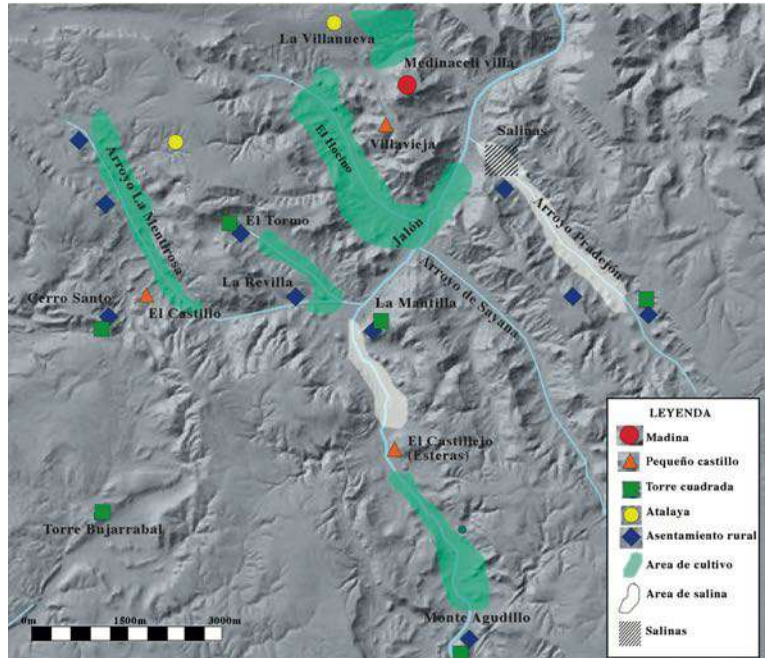 La Villanueva
Medinaceli villa
El Hocino
Villavieja
Salinas
Arroyo La Mentirosa
El Tormo
Jalón
Arroyo Pradejón
Arroyo de Sayana
La Revilla
Cerro Santo
El Castillo
La Mantilla
El Castillejo
(Esteras)
Torre Bujarrabal
Monte Agudillo
0m
1500m
3000m
LEYENDA
Madina
Pequeño castillo
Torre cuadrada
Atalaya
Asentamiento rural
Area de cultivo
Area de salina
Salinas